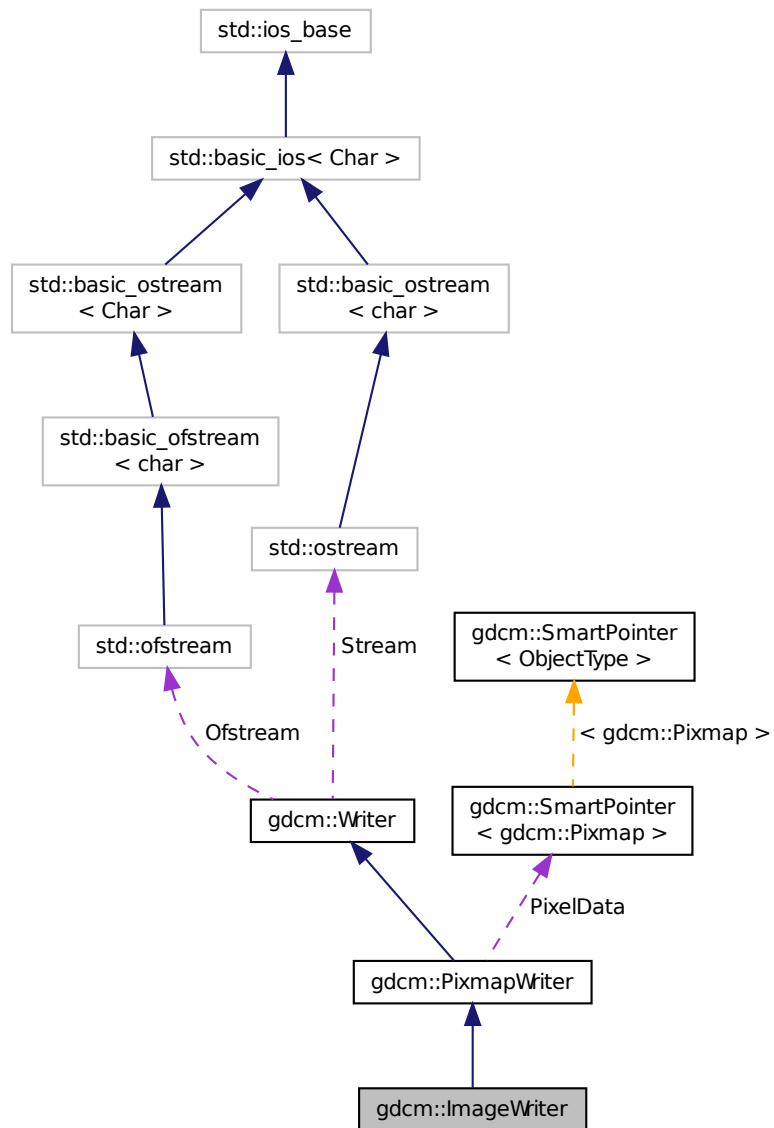 std::ios_base
std::basic_ios< Char >
std::basic_ostream
< Char >
std::basic_ostream
< char >
std::basic_ofstream
< char >
std::ostream
std::ofstream
Stream
gdcm::SmartPointer
< ObjectType >
Ofstream
< gdcm::Pixmap >
gdcm::Writer
gdcm::SmartPointer
< gdcm::Pixmap >
PixelData
gdcm::PixmapWriter
gdcm::ImageWriter